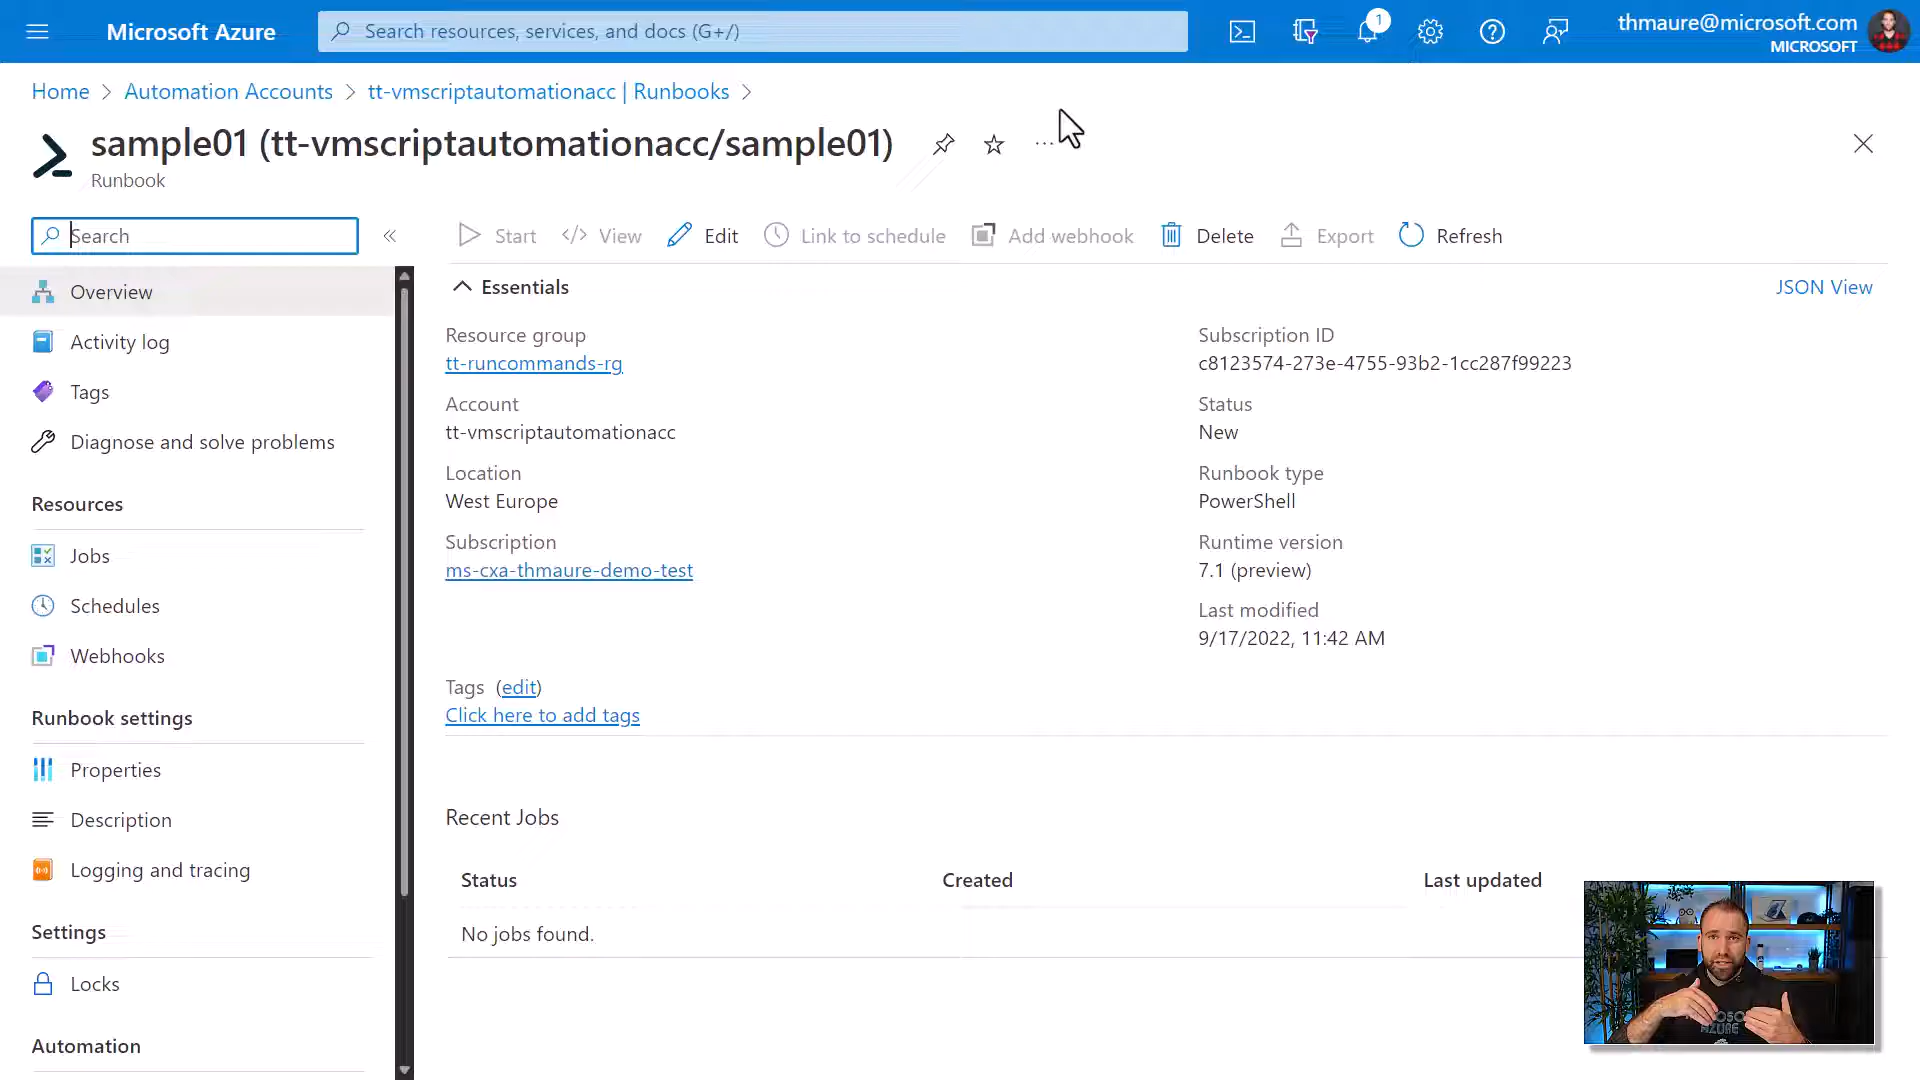 Microsoft Azure
Search resources, services, and docs (G+/)
1
thmaure@microsoft.com
MICROSOFT
Home > Automation Accounts > tt-vmscriptautomationacc | Runbooks >
sample01 (tt-vmscriptautomationacc/sample01)
Runbook
Search
Start
View
Edit
Link to schedule
Add webhook
Delete
Export
Refresh
Overview
Activity log
Tags
Diagnose and solve problems
Resources
Jobs
Schedules
Webhooks
Runbook settings
Properties
Description
Logging and tracing
Settings
Locks
Automation
Essentials
JSON View
Resource group
tt-runcommands-rg
Account
tt-vmscriptautomationacc
Location
West Europe
Subscription
ms-cxa-thmaure-demo-test
Subscription ID
c8123574-273e-4755-93b2-1cc287f99223
Status
New
Runbook type
PowerShell
Runtime version
7.1 (preview)
Last modified
9/17/2022, 11:42 AM
Tags (edit)
Click here to add tags
Recent Jobs
Status
Created
Last updated
No jobs found.
AZURE